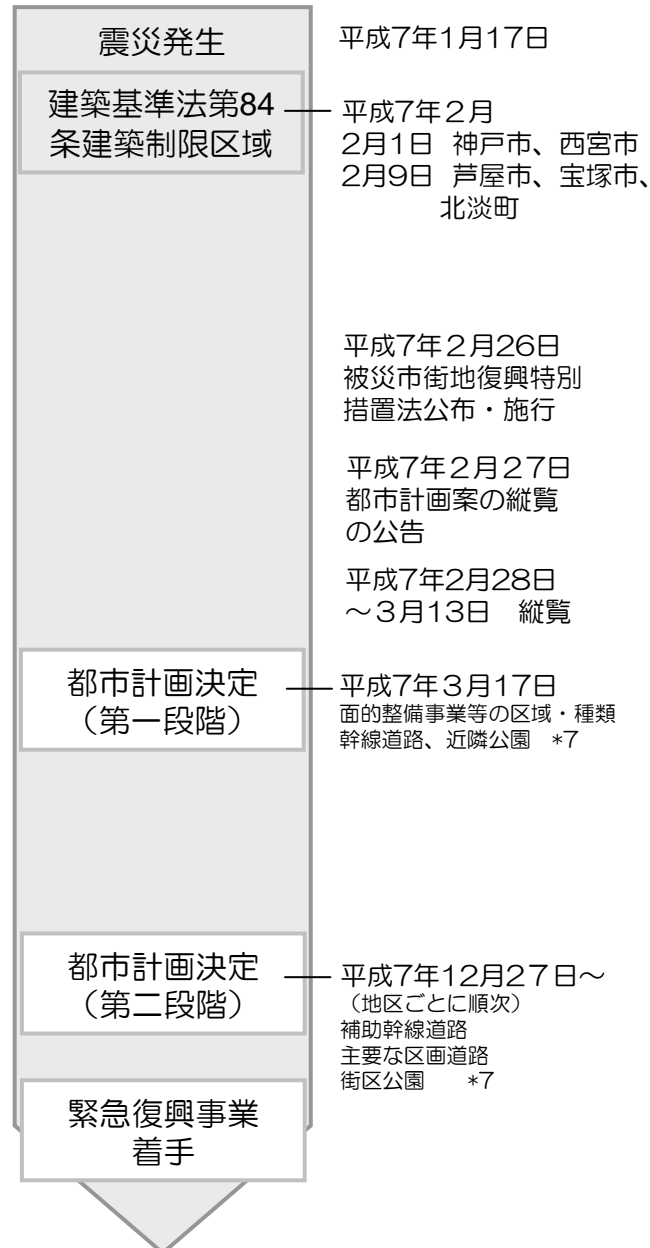 震災発生
平成7年1月17日
建築基準法第84
条建築制限区域
平成7年２月
2月1日 神戸市、西宮市
2月9日 芦屋市、宝塚市、
北淡町
平成7年２月26日
被災市街地復興特別
措置法公布・施行
平成7年２月２７日
都市計画案の縦覧
の公告
平成7年2月28日
～３月13日 縦覧
都市計画決定
（第一段階）
平成7年３月17日
面的整備事業等の区域・種類
幹線道路、近隣公園 *7
都市計画決定
（第二段階）
平成7年12月2７日～
（地区ごとに順次）
補助幹線道路
主要な区画道路
街区公園 *7
緊急復興事業
着手